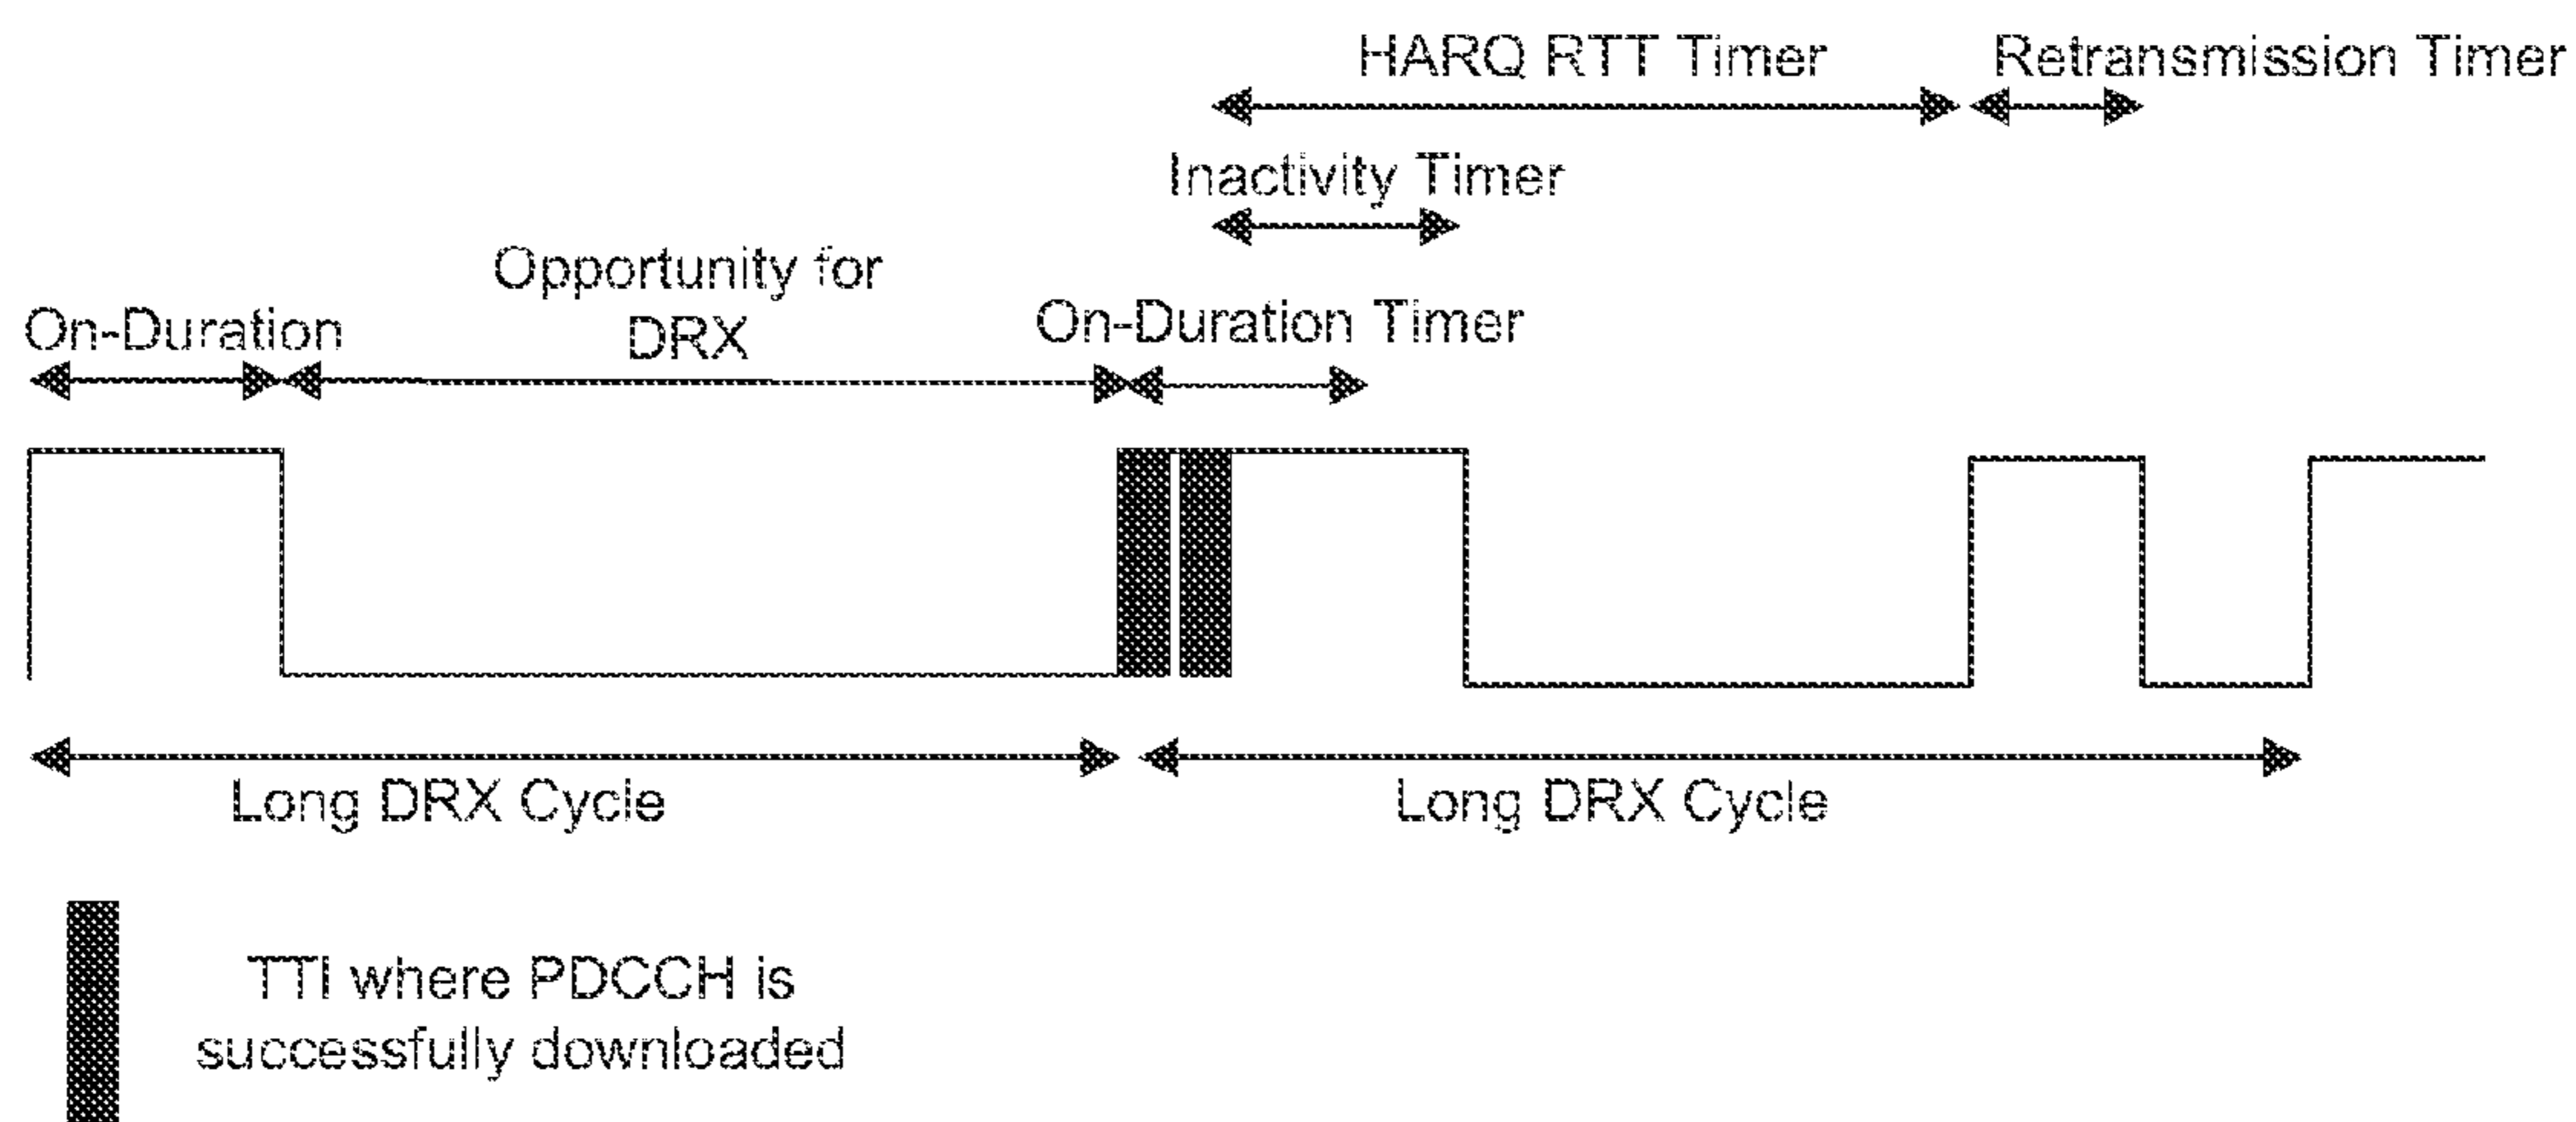 HARQ RTT Timer
Retransmission Timer
Inactivity Timer
Opportunity for
DRX
On-Duration
On-Duration Timer
Long DRX Cycle
Long DRX Cycle
TTI where PDCCH is
successfully downloaded